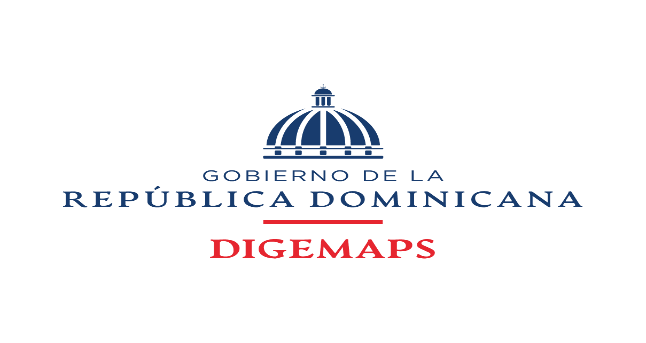 GOBIERNO DE LA
REPÚBLICA DOMINICANA
DIGEMAPS